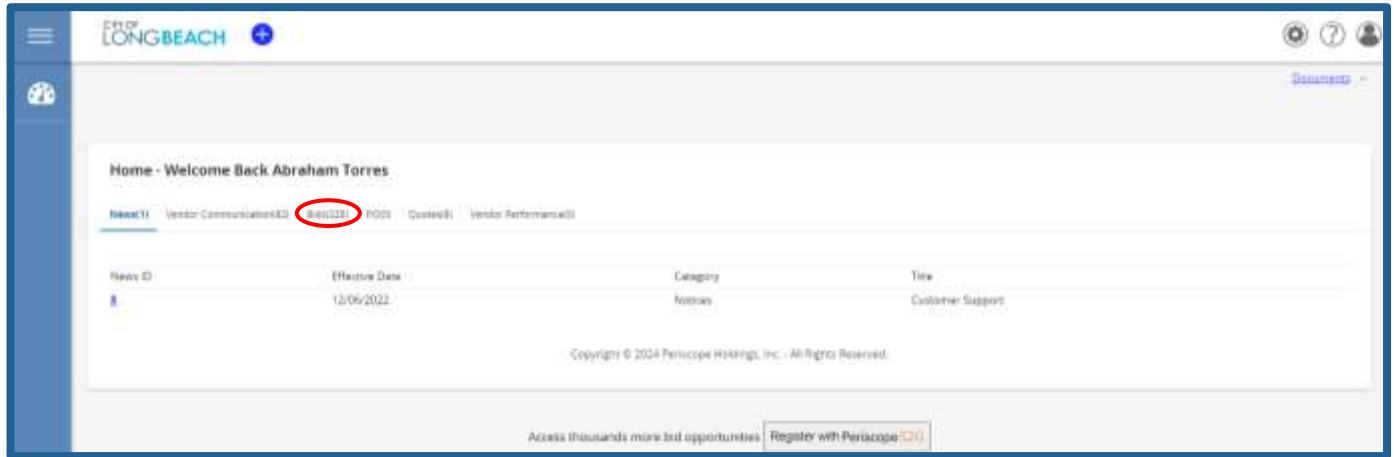 CITY OF
LONGBEACH
Documents
Home - Welcome Back Abraham Torres
News(1) Vendor Communication(82) Bids(228) PO(0) Quotes(8) Vendor Performance(0)
News ID Effective Date Category Title
8 12/06/2022 Notices Customer Support
Copyright © 2024 Periscope Holdings, Inc. - All Rights Reserved.
Access thousands more bid opportunities Register with Periscope S2G